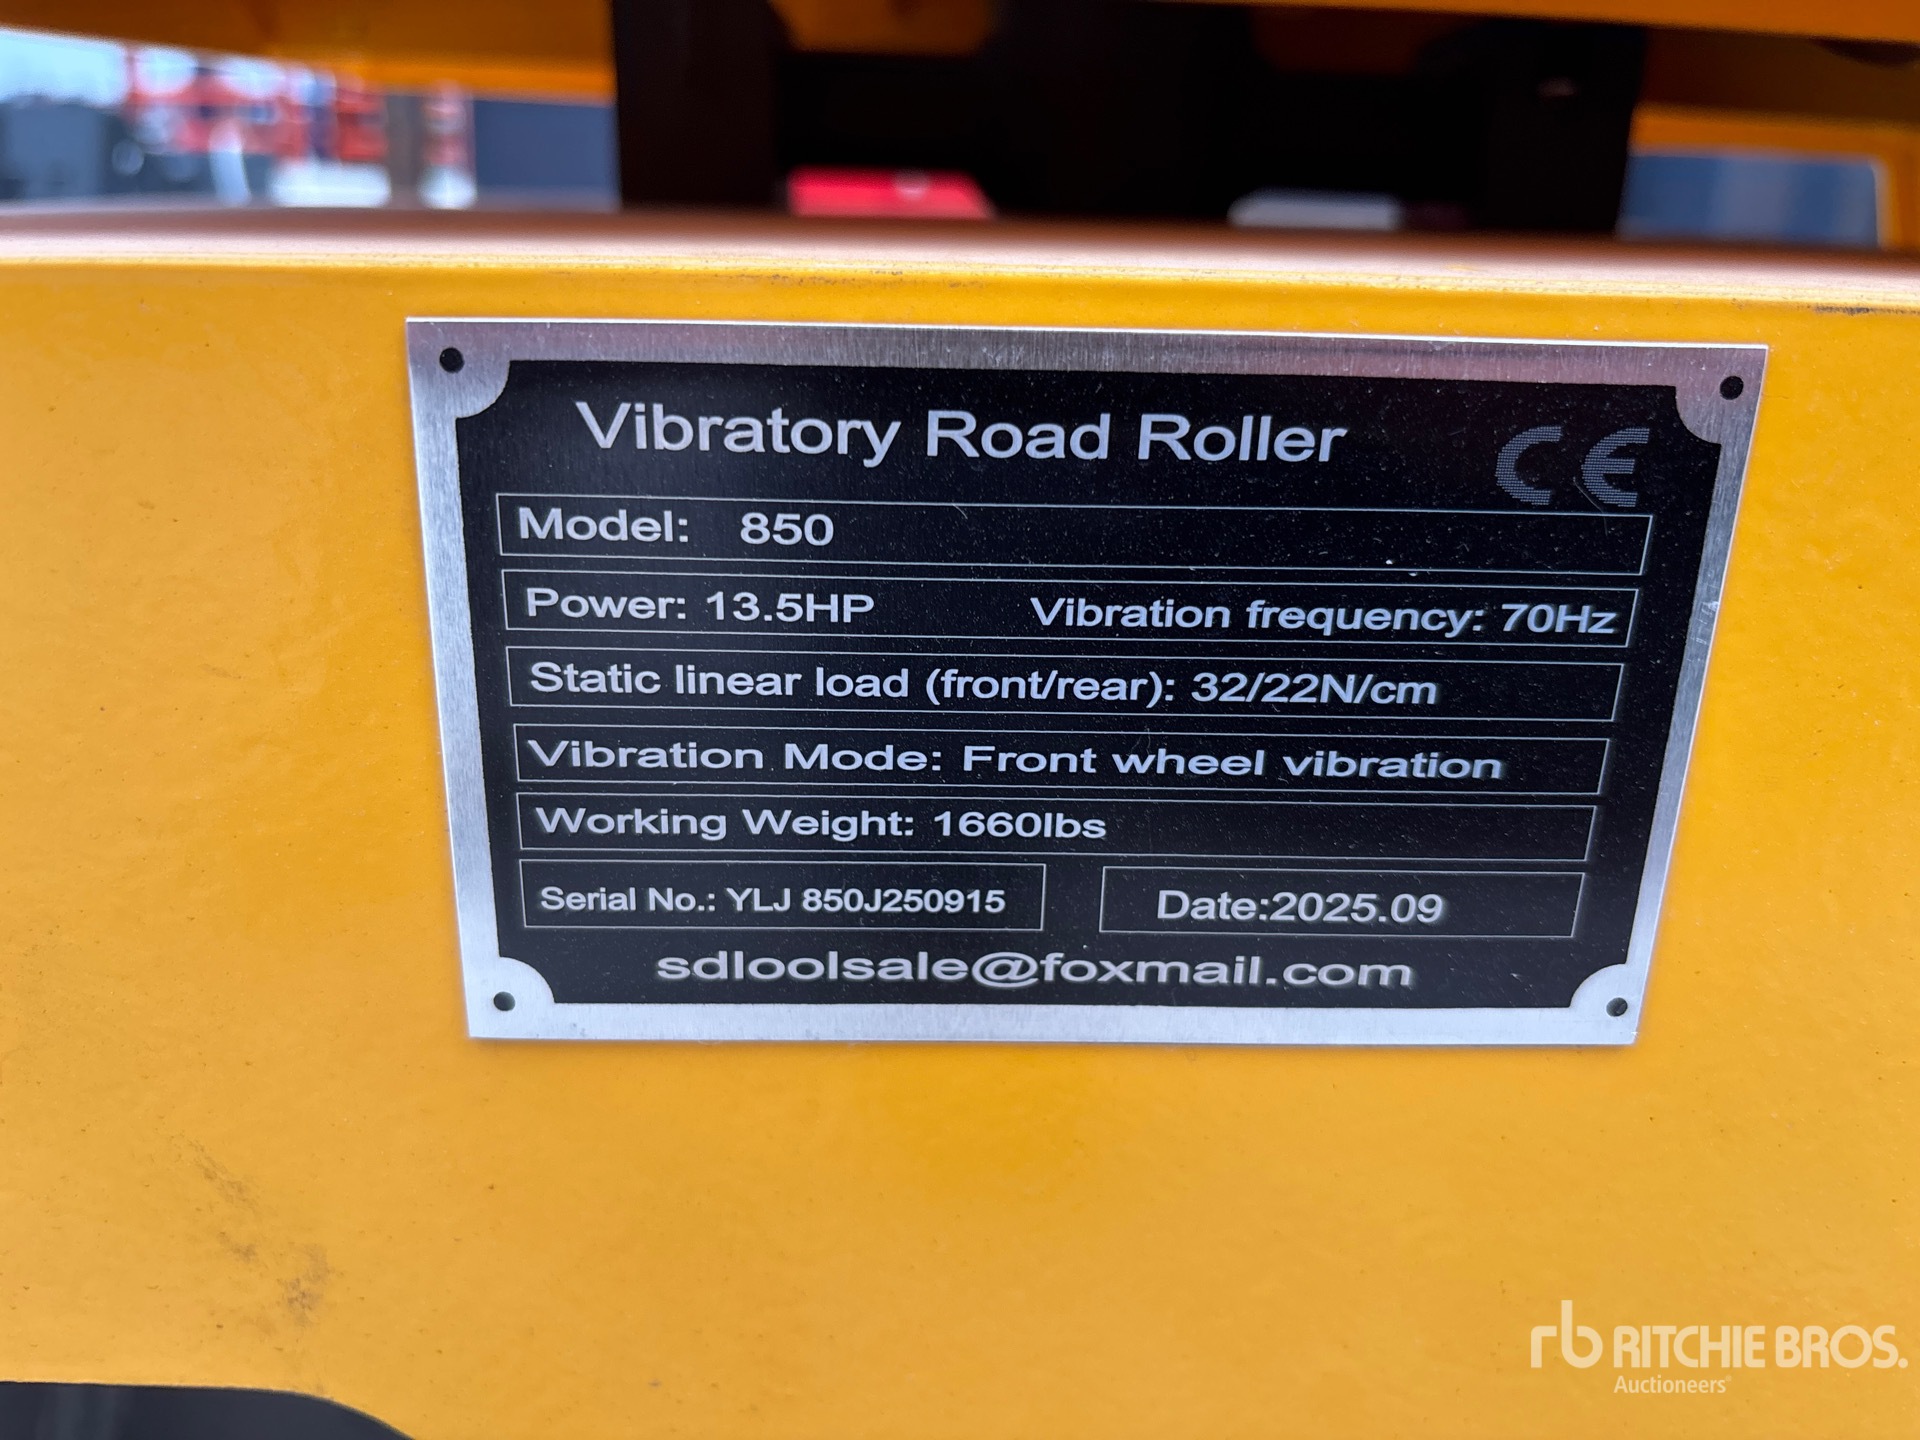 Vibratory Road Roller
CE
Model: 850
Power: 13.5HP Vibration frequency: 70Hz
Static linear load (front/rear): 32/22N/cm
Vibration Mode: Front wheel vibration
Working Weight: 1660lbs
Serial No.: YLJ 850J250915 Date:2025.09
sdloolsale@foxmail.com
rb RITCHIE BROS.
Auctioneers